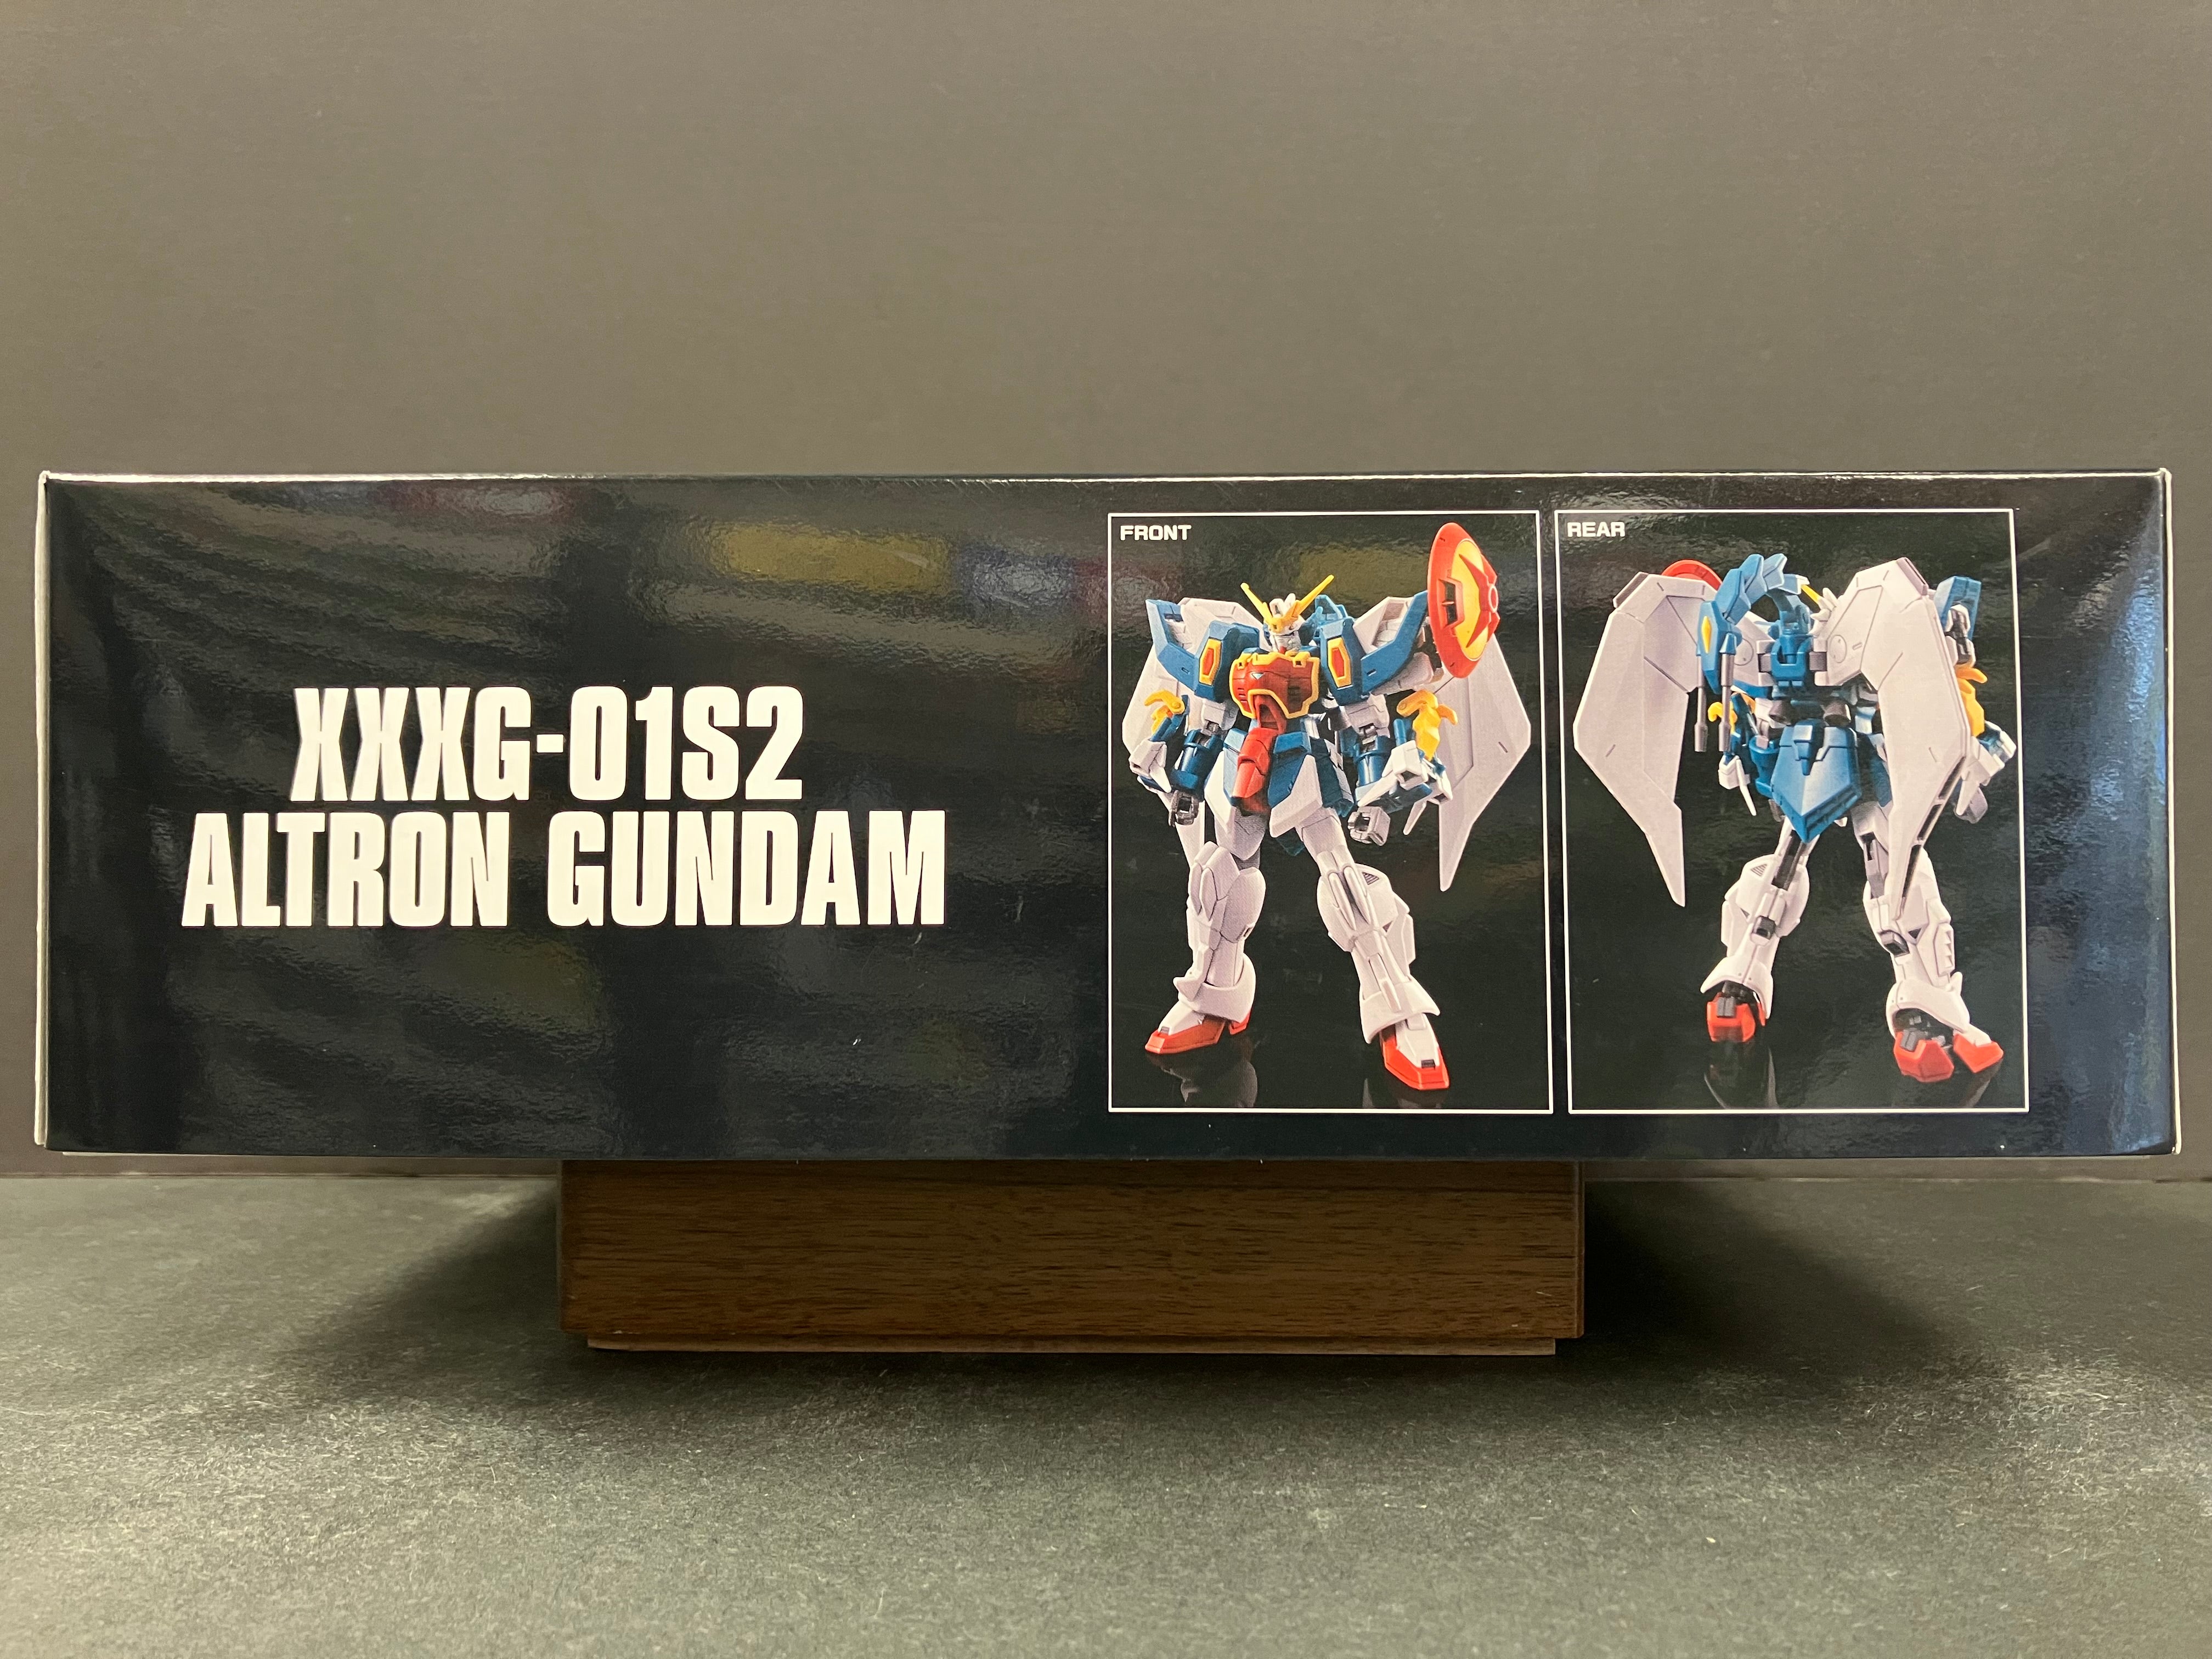 XXXG-01S2
ALTRON GUNDAM
FRONT
REAR